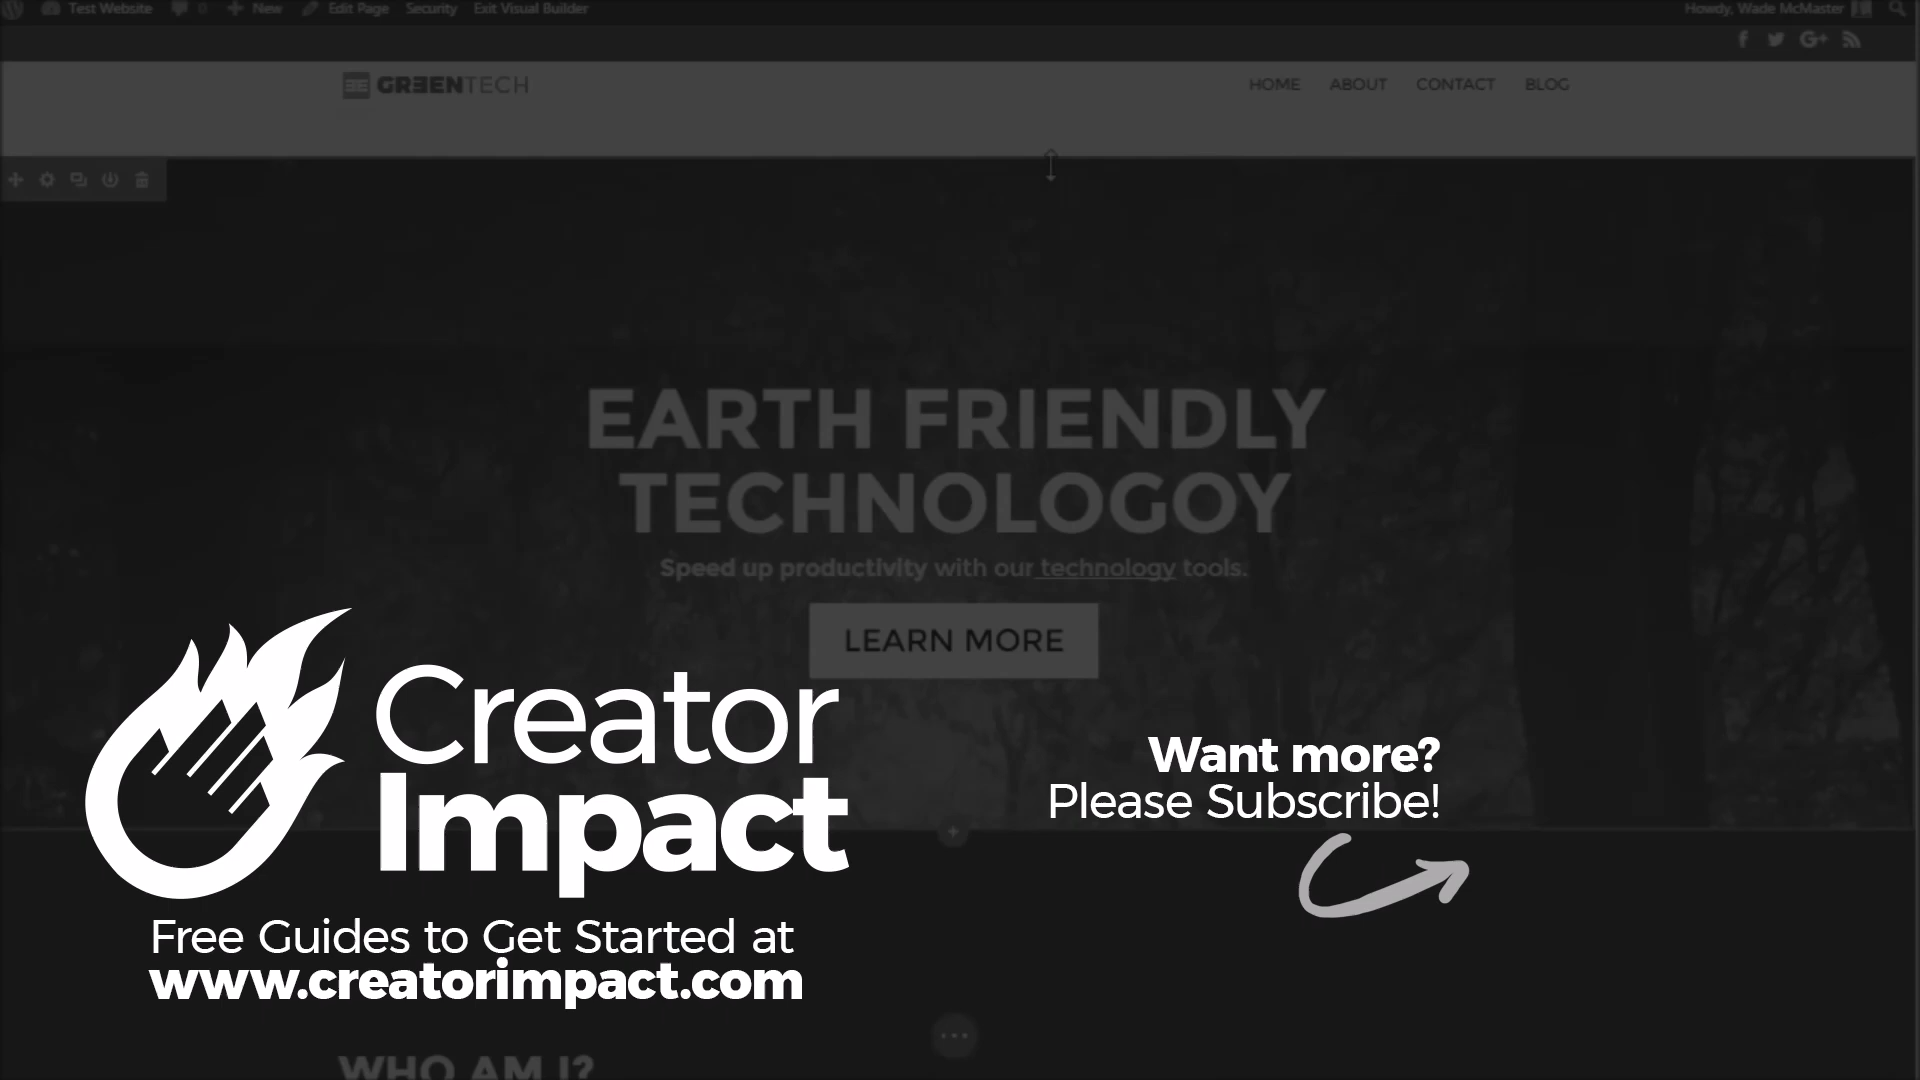 Test Website 0 New Edit Page Security Exit Visual Builder Howdy, Wade McMaster
GREENTECH HOME ABOUT CONTACT BLOG
EARTH FRIENDLY
TECHNOLOGOY
Speed up productivity with our technology tools.
LEARN MORE
Creator
Impact
Want more?
Please Subscribe!
Free Guides to Get Started at
www.creatorimpact.com
WHO AM I?